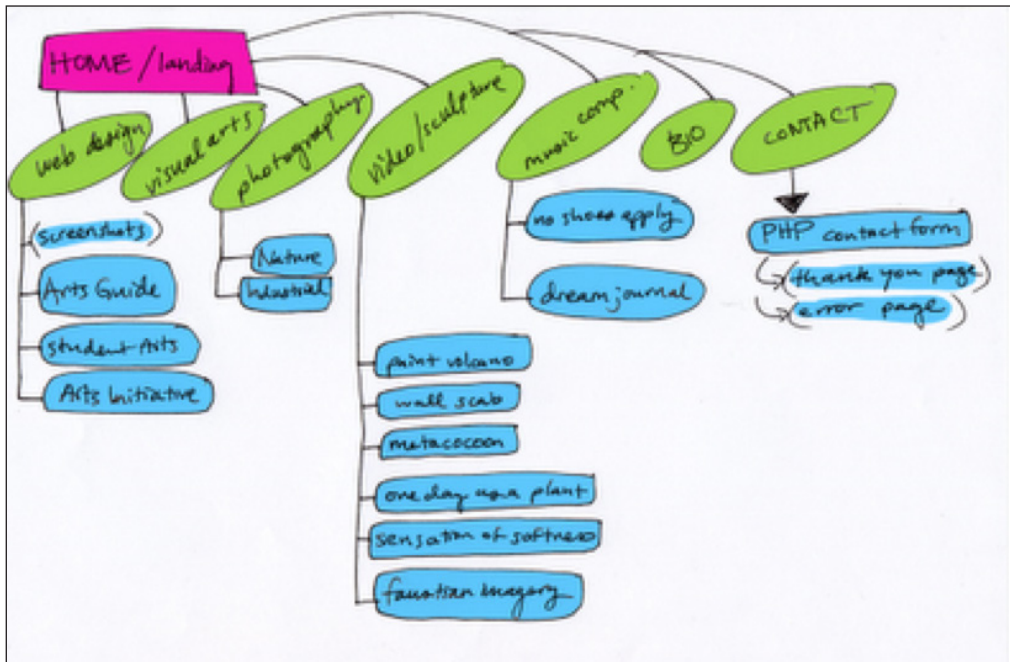 HOME/landing
web design
visual arts
photography
video/sculpture
music comp.
BIO
CONTACT
(screenshots)
Arts Guide
student Arts
Arts Initiative
Nature
Industrial
no shoes apply
dream journal
PHP contact form
(thank you page)
(error page)
paint volcano
wall scab
metacocoon
one day as a plant
sensation of softness
faustian imagery